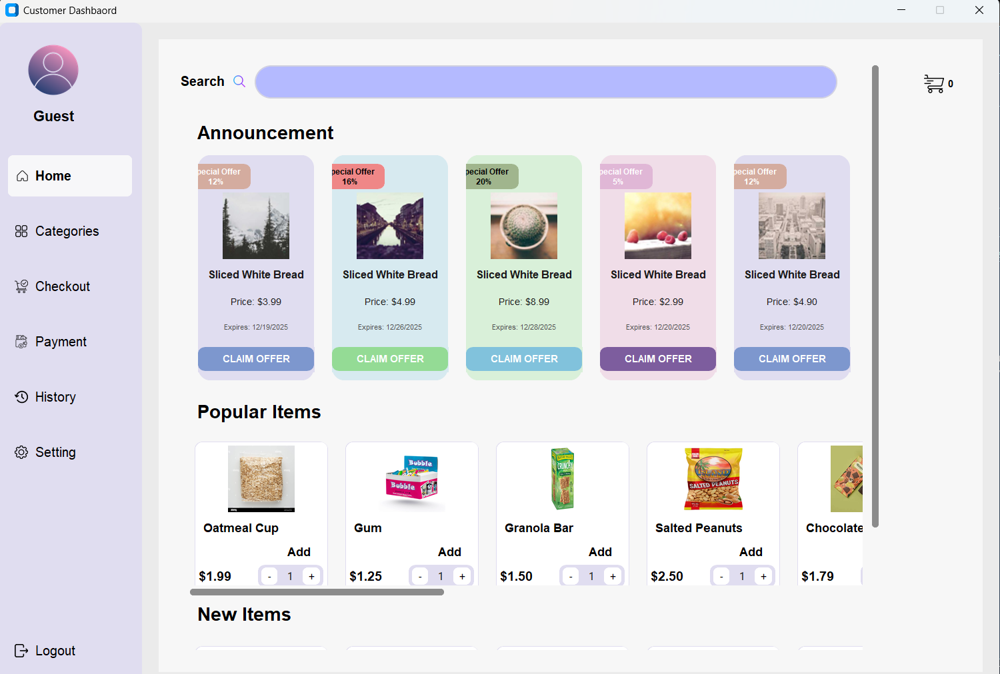 Customer Dashbaord
Guest
Home
Categories
Checkout
Payment
History
Setting
Logout
Search
0
Announcement
pecial Offer
12%
Sliced White Bread
Price: $3.99
Expires: 12/19/2025
CLAIM OFFER
pecial Offer
16%
Sliced White Bread
Price: $4.99
Expires: 12/26/2025
CLAIM OFFER
pecial Offer
20%
Sliced White Bread
Price: $8.99
Expires: 12/28/2025
CLAIM OFFER
pecial Offer
5%
Sliced White Bread
Price: $2.99
Expires: 12/20/2025
CLAIM OFFER
pecial Offer
12%
Sliced White Bread
Price: $4.90
Expires: 12/20/2025
CLAIM OFFER
Popular Items
Oatmeal Cup
Add
$1.99
- 1 +
Bubble
Bubble
Gum
Add
$1.25
- 1 +
CRUNCHY
Granola Bar
Add
$1.50
- 1 +
ISLAND
SALTED PEANUTS
Salted Peanuts
Add
$2.50
- 1 +
Chocolate
$1.79
New Items